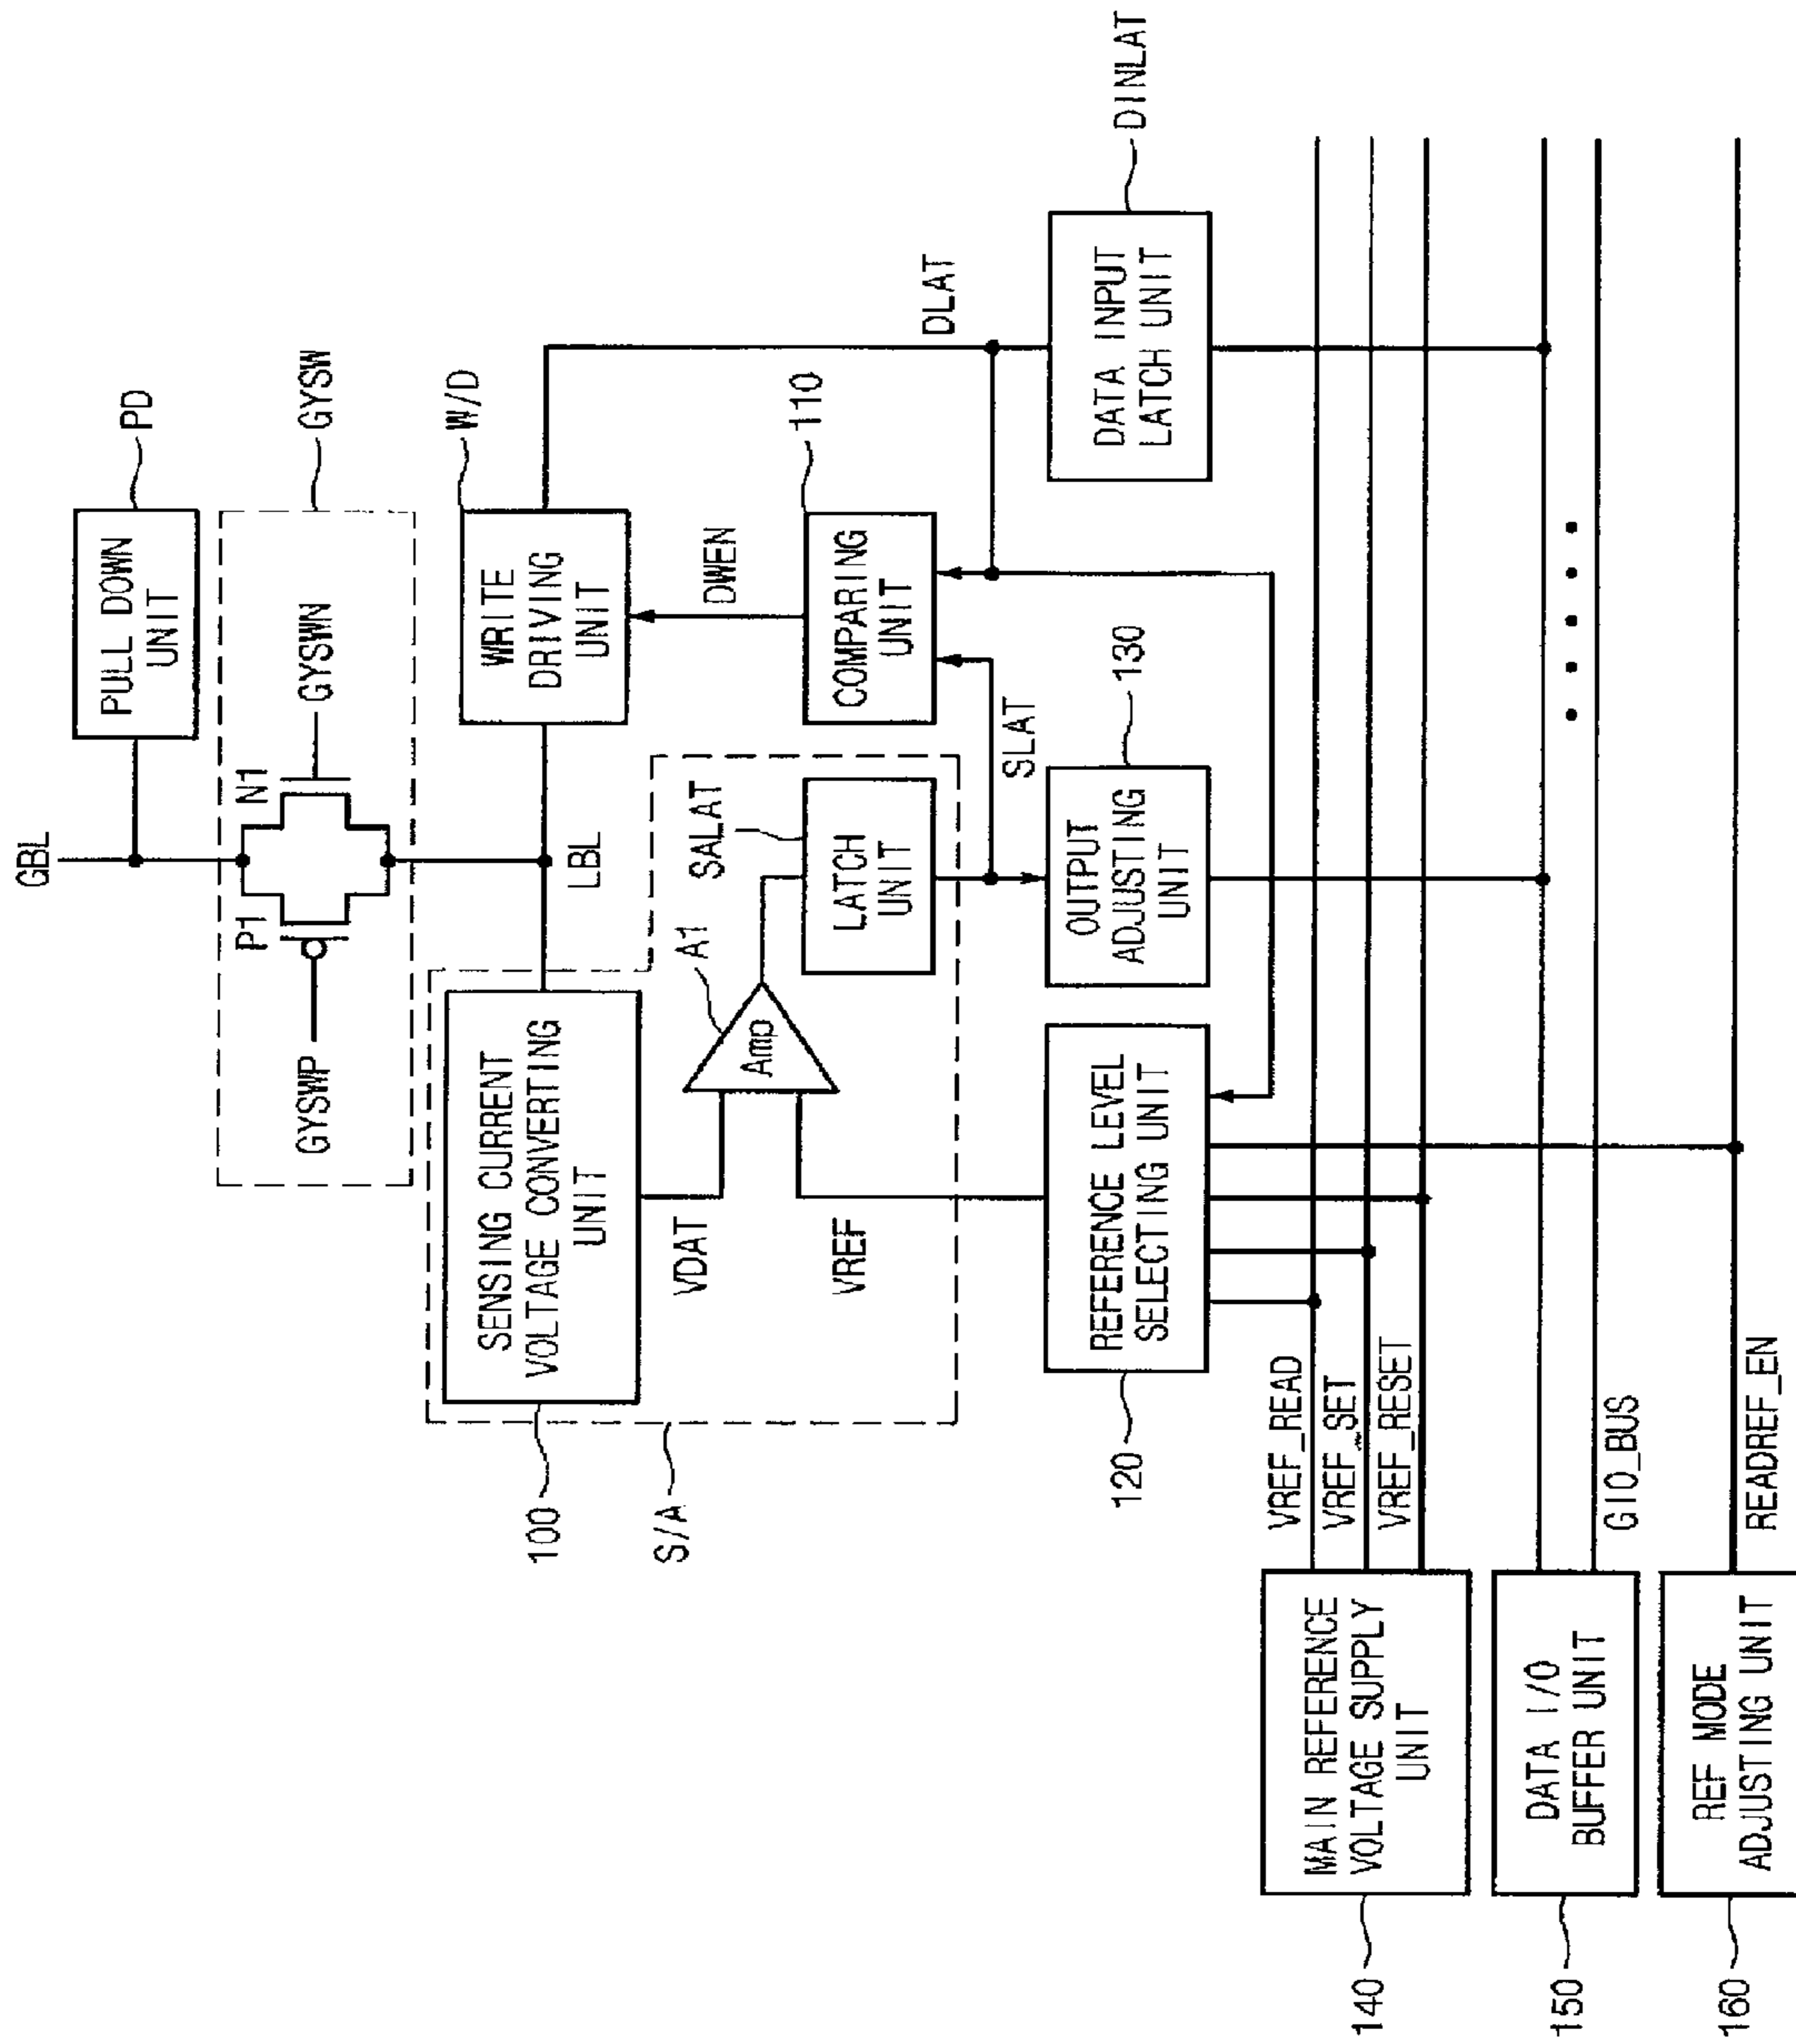 GBL
PULL DOWN
UNIT
PD
P1
N1
GYSWP
GYSWN
GYSW
100
SENSING CURRENT
VOLTAGE CONVERTING
UNIT
LBL
WRITE
DRIVING
UNIT
W/D
S/A
VDAT
VREF
Amp
A1
SALAT
LATCH
UNIT
DWEN
COMPARING
UNIT
110
SLAT
DLAT
120
REFERENCE LEVEL
SELECTING UNIT
OUTPUT
ADJUSTING
UNIT
130
DATA INPUT
LATCH UNIT
DINLAT
140
MAIN REFERENCE
VOLTAGE SUPPLY
UNIT
VREF_READ
VREF_SET
VREF_RESET
150
DATA I/O
BUFFER UNIT
GIO_BUS
160
REF MODE
ADJUSTING UNIT
READREF_EN